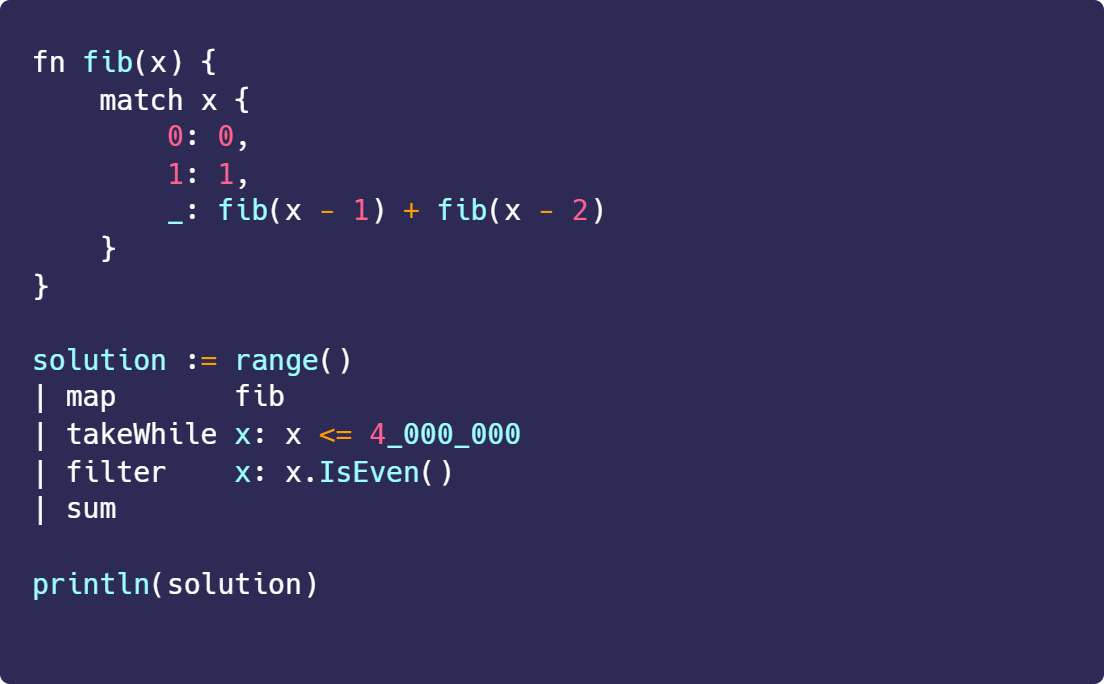 fn fib(x) {
    match x {
        0: 0,
        1: 1,
        _: fib(x - 1) + fib(x - 2)
    }
}

solution := range()
| map       fib
| takeWhile x: x <= 4_000_000
| filter    x: x.IsEven()
| sum

println(solution)